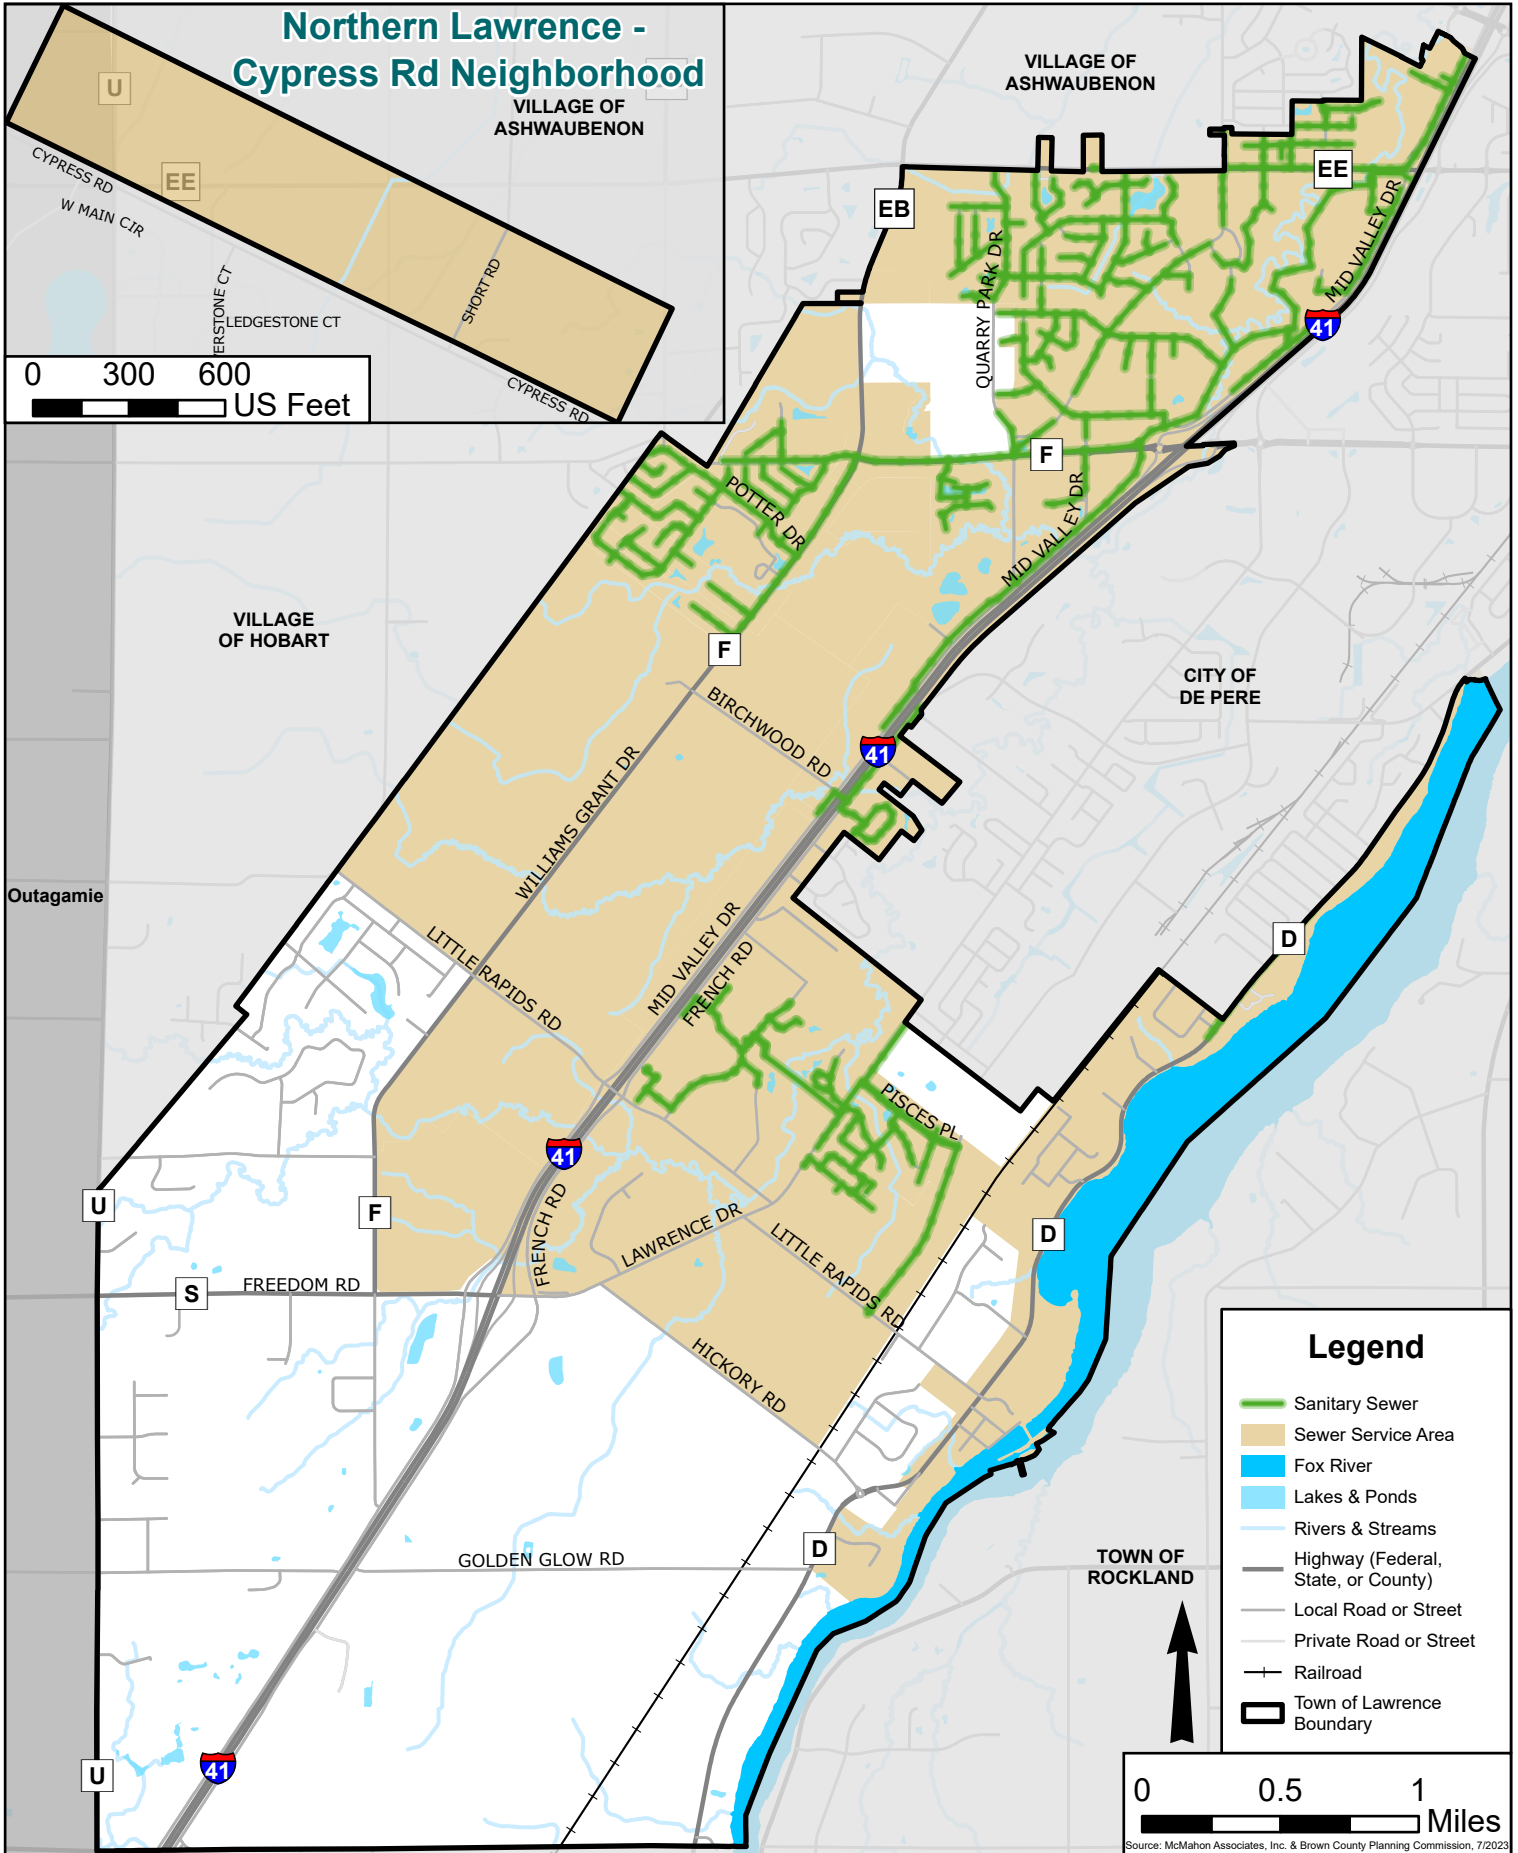 Northern Lawrence -
Cypress Rd Neighborhood
U
VILLAGE OF
ASHWAUBENON
EE
CYPRESS RD
W MAIN CIR
SHORT RD
LEDGESTONE CT
CYPRESS RD
0 300 600
US Feet
VILLAGE OF
ASHWAUBENON
EE
EB
MID VALLEY DR
QUARRY PARK DR
41
F
POTTER DR
MID VALLEY DR
VILLAGE
OF HOBART
F
CITY OF
DE PERE
BIRCHWOOD RD
41
WILLIAMS GRANT DR
Outagamie
D
LITTLE RAPIDS RD
MID VALLEY DR
FRENCH RD
PISCES PL
41
U
F
FRENCH RD
LAWRENCE DR
LITTLE RAPIDS RD
D
S
FREEDOM RD
HICKORY RD
GOLDEN GLOW RD
D
TOWN OF
ROCKLAND
U
41
Legend
Sanitary Sewer
Sewer Service Area
Fox River
Lakes & Ponds
Rivers & Streams
Highway (Federal,
State, or County)
Local Road or Street
Private Road or Street
Railroad
Town of Lawrence
Boundary
0 0.5 1
Miles
Source: McMahon Associates, Inc. & Brown County Planning Commission, 7/2023